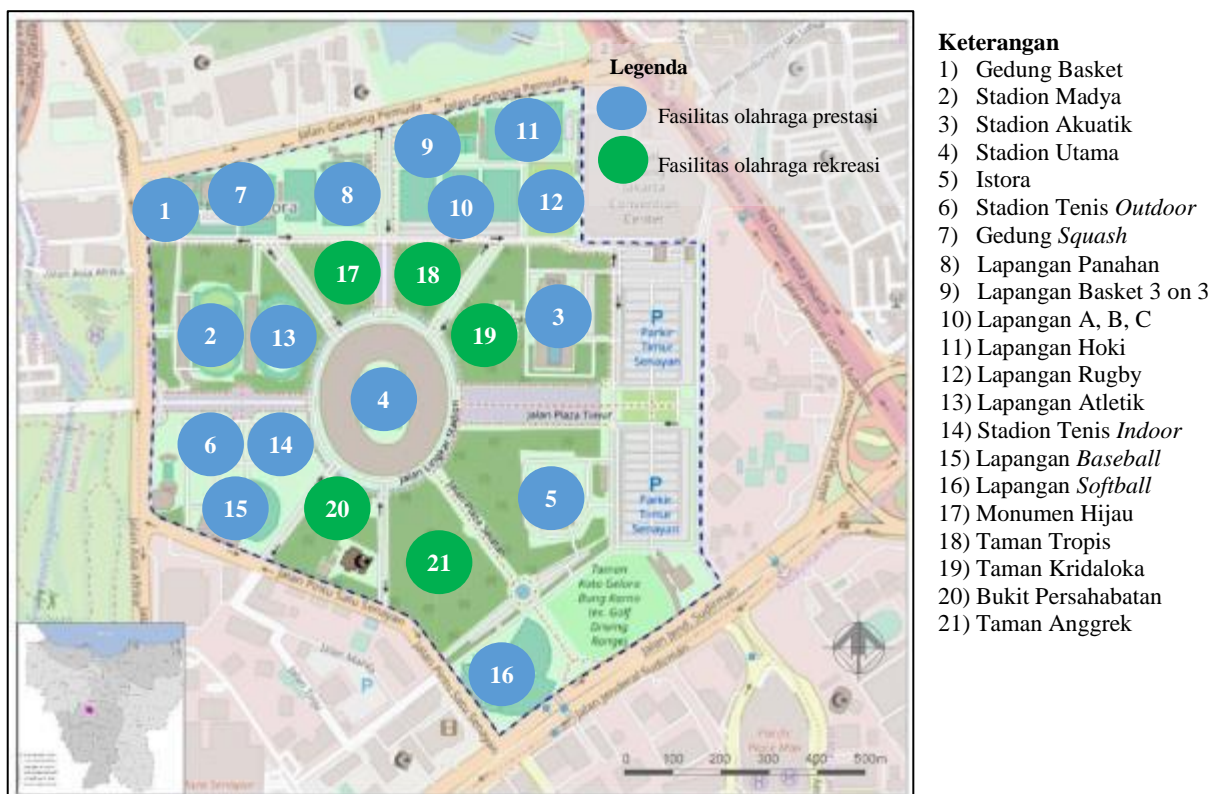 Legenda
Fasilitas olahraga prestasi
Fasilitas olahraga rekreasi
Jalan Gerbang Pemuda
Jalan Gerbang Pemuda
11
9
7
8
1
10
12
17
18
2
13
19
3
P
Parkir
Timur
Senayan
4
Jalan Plaza Timur
6
14
15
20
5
P
Parkir
Timur
Senayan
21
Taman
Kota Gelora
Bung Karno
(ex. Golf
Driving
Range)
Jalan Pintu Satu Senayan
Jalan Jend. Sudirman
Jalan Jenderal Sudirman
16
P
0 100 200 300 400 500m
Keterangan
1) Gedung Basket
2) Stadion Madya
3) Stadion Akuatik
4) Stadion Utama
5) Istora
6) Stadion Tenis Outdoor
7) Gedung Squash
8) Lapangan Panahan
9) Lapangan Basket 3 on 3
10) Lapangan A, B, C
11) Lapangan Hoki
12) Lapangan Rugby
13) Lapangan Atletik
14) Stadion Tenis Indoor
15) Lapangan Baseball
16) Lapangan Softball
17) Monumen Hijau
18) Taman Tropis
19) Taman Kridaloka
20) Bukit Persahabatan
21) Taman Anggrek